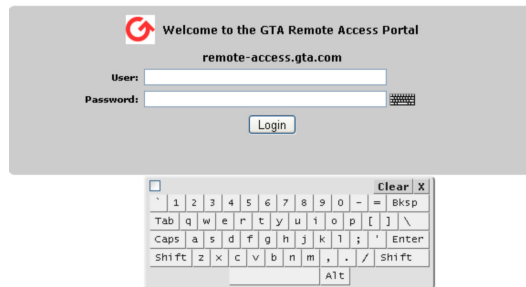 Welcome to the GTA Remote Access Portal
remote-access.gta.com
User:
Password:
Login
Clear X
` 1 2 3 4 5 6 7 8 9 0 - = Bksp
Tab q w e r t y u i o p [ ] \
Caps a s d f g h j k l ; ' Enter
Shift z x c v b n m , . / Shift
Alt